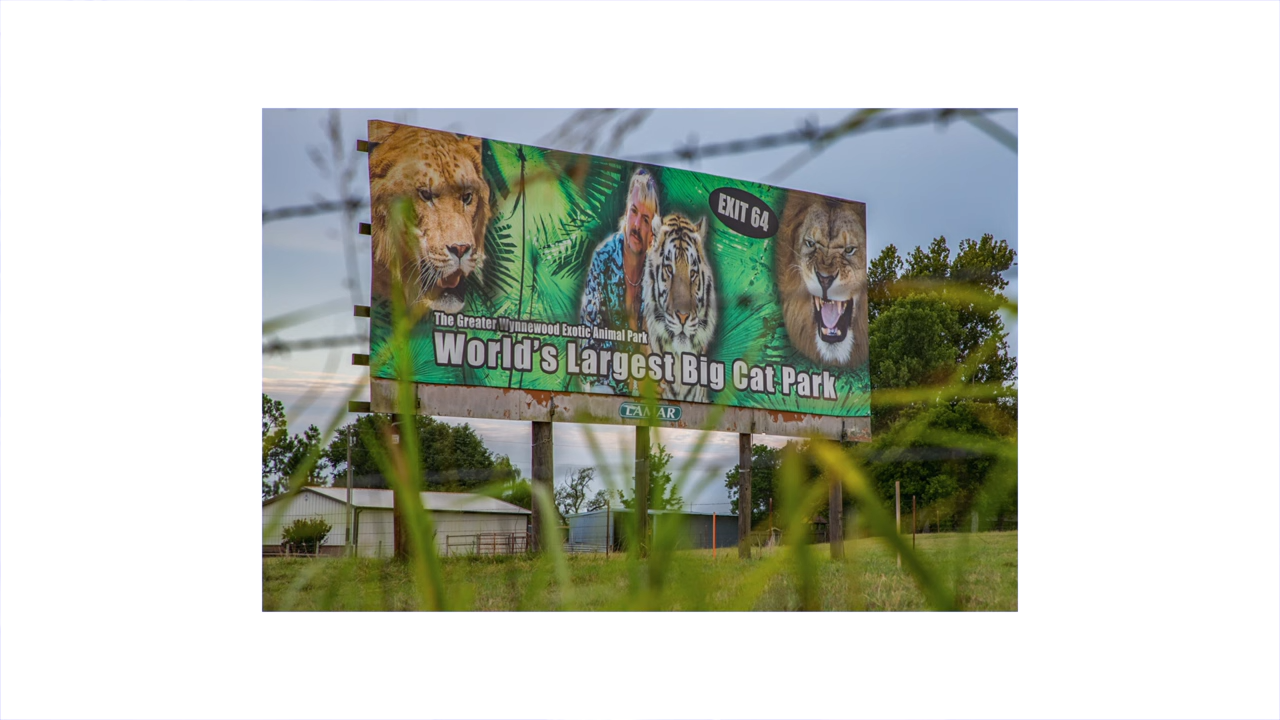 EXIT 64
The Greater Wynnewood Exotic Animal Park
World's Largest Big Cat Park
LAMAR